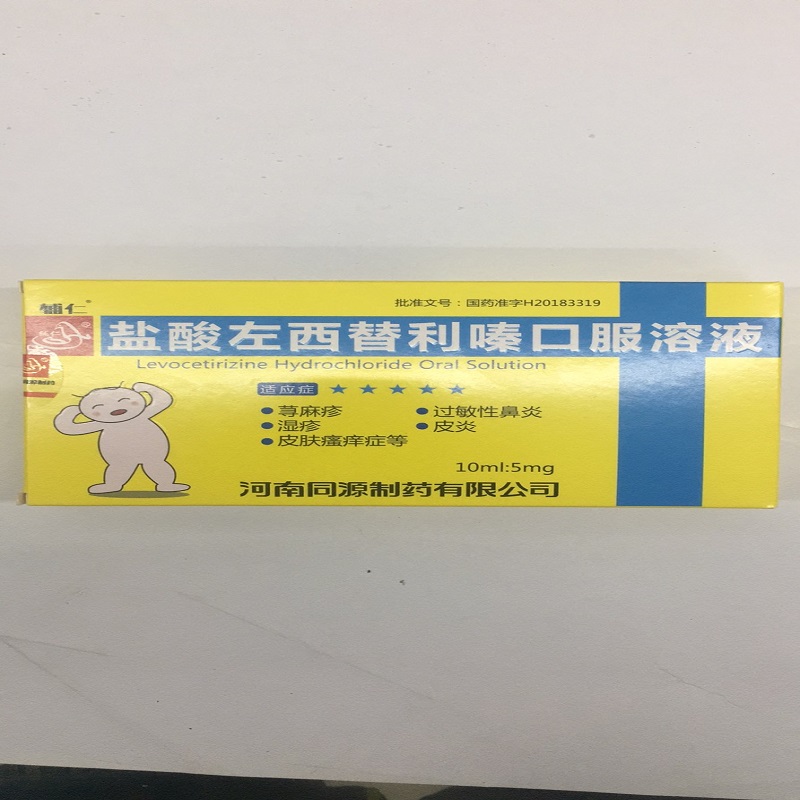 辅仁
批准文号：国药准字H20183319
盐酸左西替利嗪口服溶液
Levocetirizine Hydrochloride Oral Solution
适应症
荨麻疹
过敏性鼻炎
湿疹
皮炎
皮肤瘙痒症等
10ml:5mg
河南同源制药有限公司